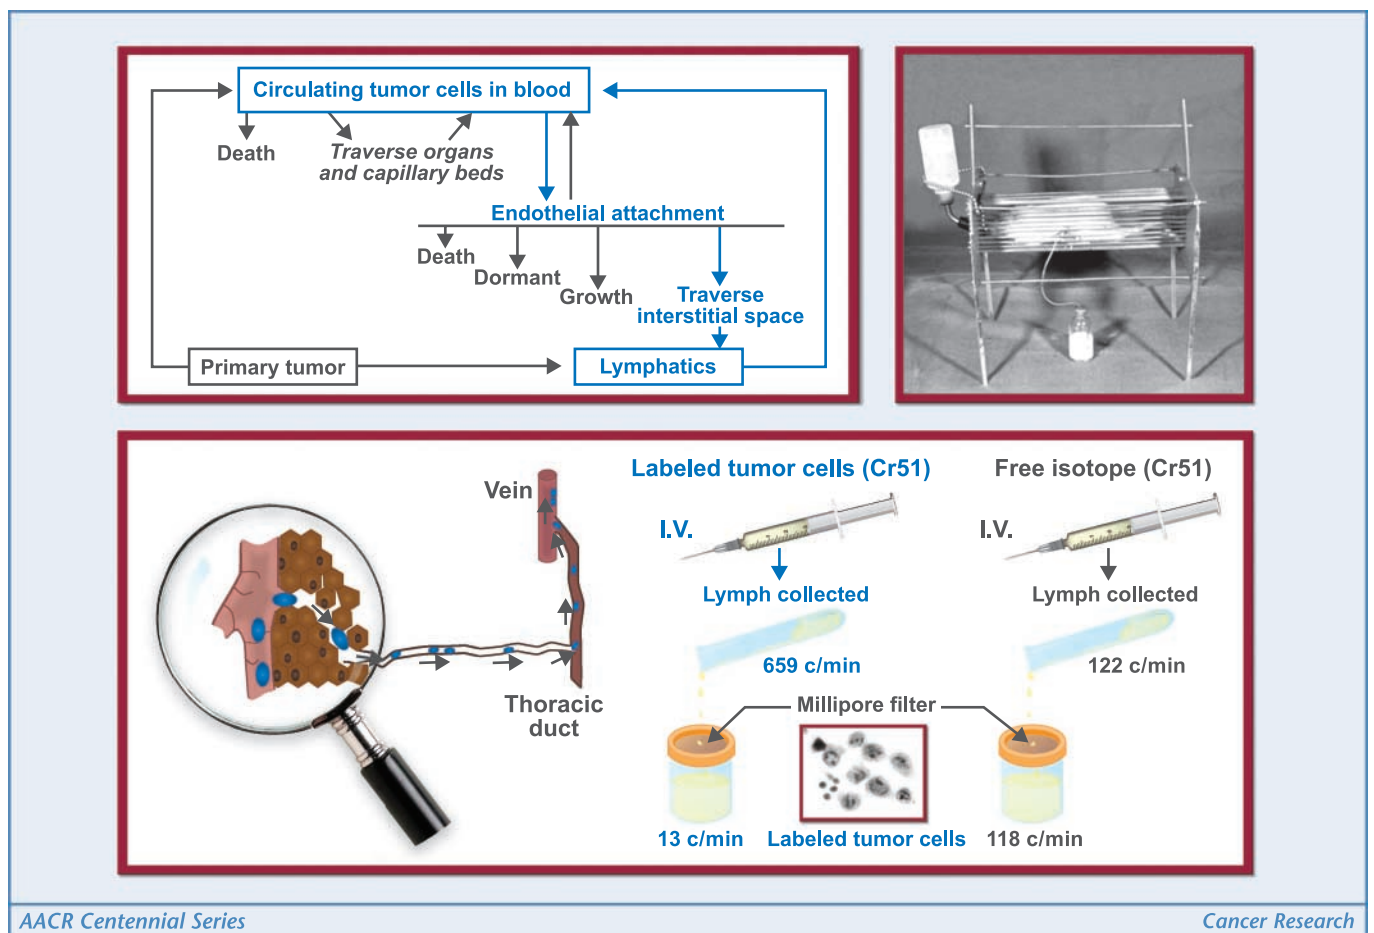 Circulating tumor cells in blood
Death
Traverse organs
and capillary beds
Endothelial attachment
Death
Dormant
Growth
Traverse
interstitial space
Primary tumor
Lymphatics
Vein
Thoracic
duct
Labeled tumor cells (Cr51)
I.V.
Lymph collected
659 c/min
Free isotope (Cr51)
I.V.
Lymph collected
122 c/min
Millipore filter
13 c/min
Labeled tumor cells
118 c/min
AACR Centennial Series
Cancer Research